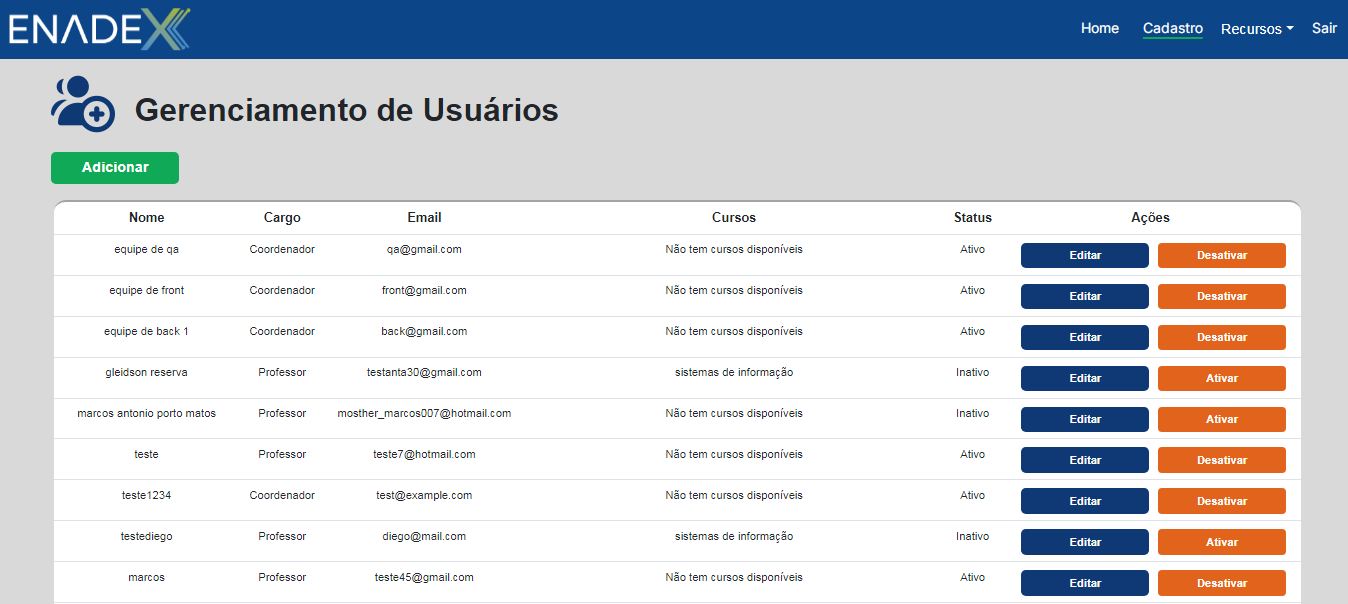 ENADEX Home Cadastro Recursos Sair
Gerenciamento de Usuários
Adicionar
Nome Cargo Email Cursos Status Ações
equipe de qa Coordenador qa@gmail.com Não tem cursos disponíveis Ativo Editar Desativar
equipe de front Coordenador front@gmail.com Não tem cursos disponíveis Ativo Editar Desativar
equipe de back 1 Coordenador back@gmail.com Não tem cursos disponíveis Ativo Editar Desativar
gleidson reserva Professor testanta30@gmail.com sistemas de informação Inativo Editar Ativar
marcos antonio porto matos Professor mosther_marcos007@hotmail.com Não tem cursos disponíveis Inativo Editar Ativar
teste Professor teste7@hotmail.com Não tem cursos disponíveis Ativo Editar Desativar
teste1234 Coordenador test@example.com Não tem cursos disponíveis Ativo Editar Desativar
testediego Professor diego@mail.com sistemas de informação Inativo Editar Ativar
marcos Professor teste45@gmail.com Não tem cursos disponíveis Ativo Editar Desativar